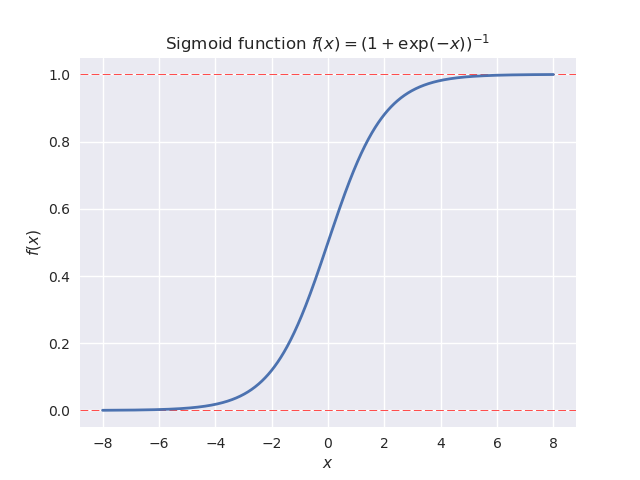 Sigmoid function f(x) = (1 + exp(−x))⁻¹
1.0
0.8
0.6
0.4
0.2
0.0
f(x)
−8 −6 −4 −2 0 2 4 6 8
x